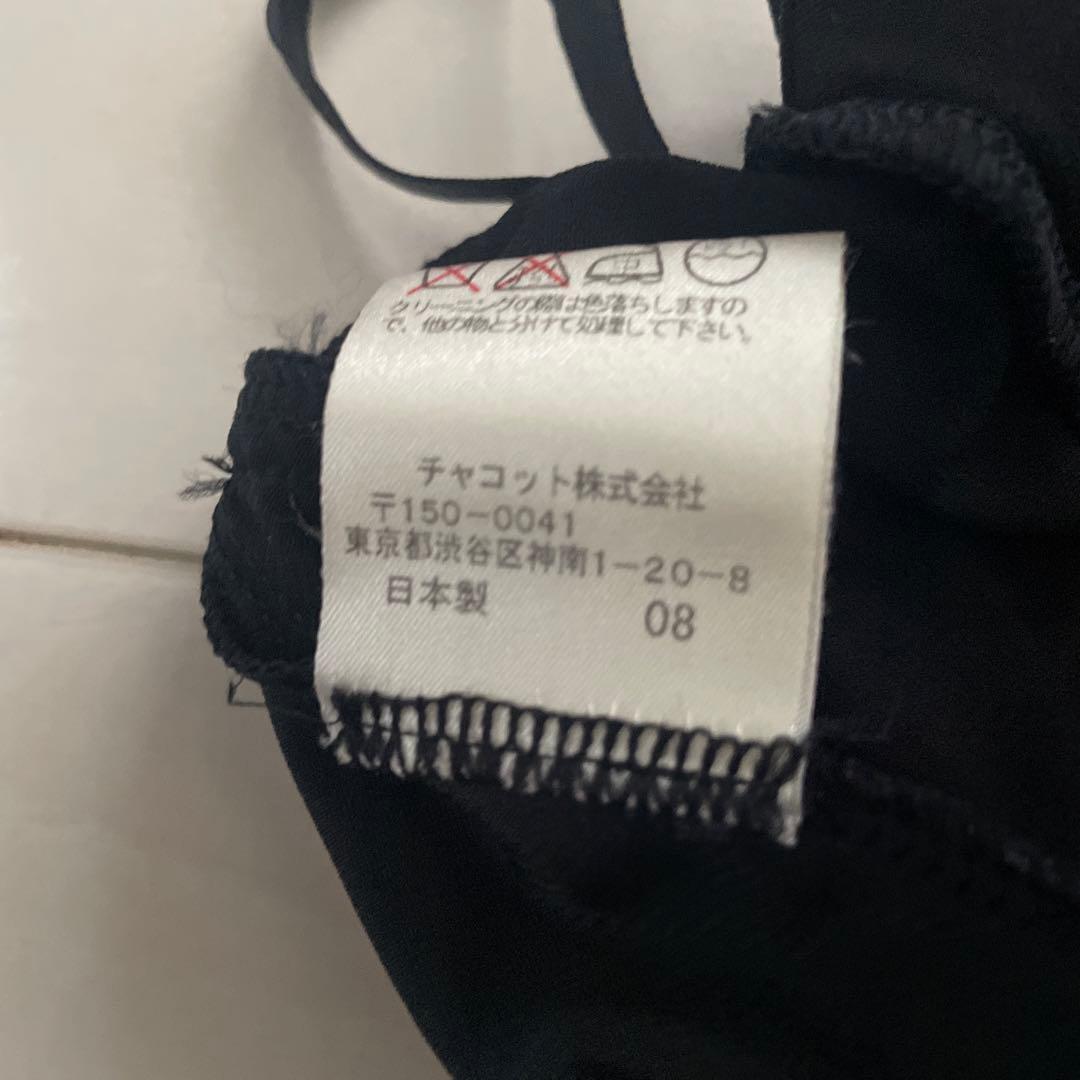 クリーニングの際は色落ちしますの
で、他の物と分けて処理して下さい。
チャコット株式会社
〒150-0041
東京都渋谷区神南1-20-8
日本製 08